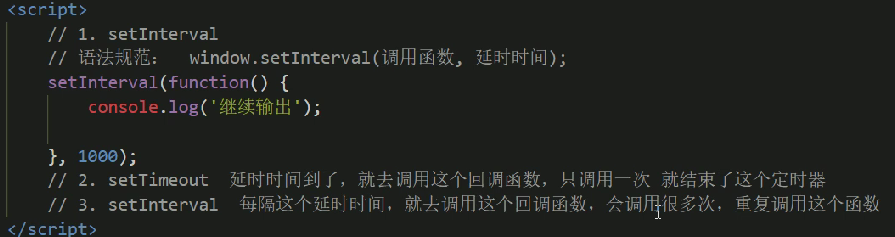 <script>
// 1. setInterval
// 语法规范： window.setInterval(调用函数, 延时时间);
setInterval(function() {
console.log('继续输出');
}, 1000);
// 2. setTimeout 延时时间到了，就去调用这个回调函数，只调用一次 就结束了这个定时器
// 3. setInterval 每隔这个延时时间，就去调用这个回调函数，会调用很多次，重复调用这个函数
</script>